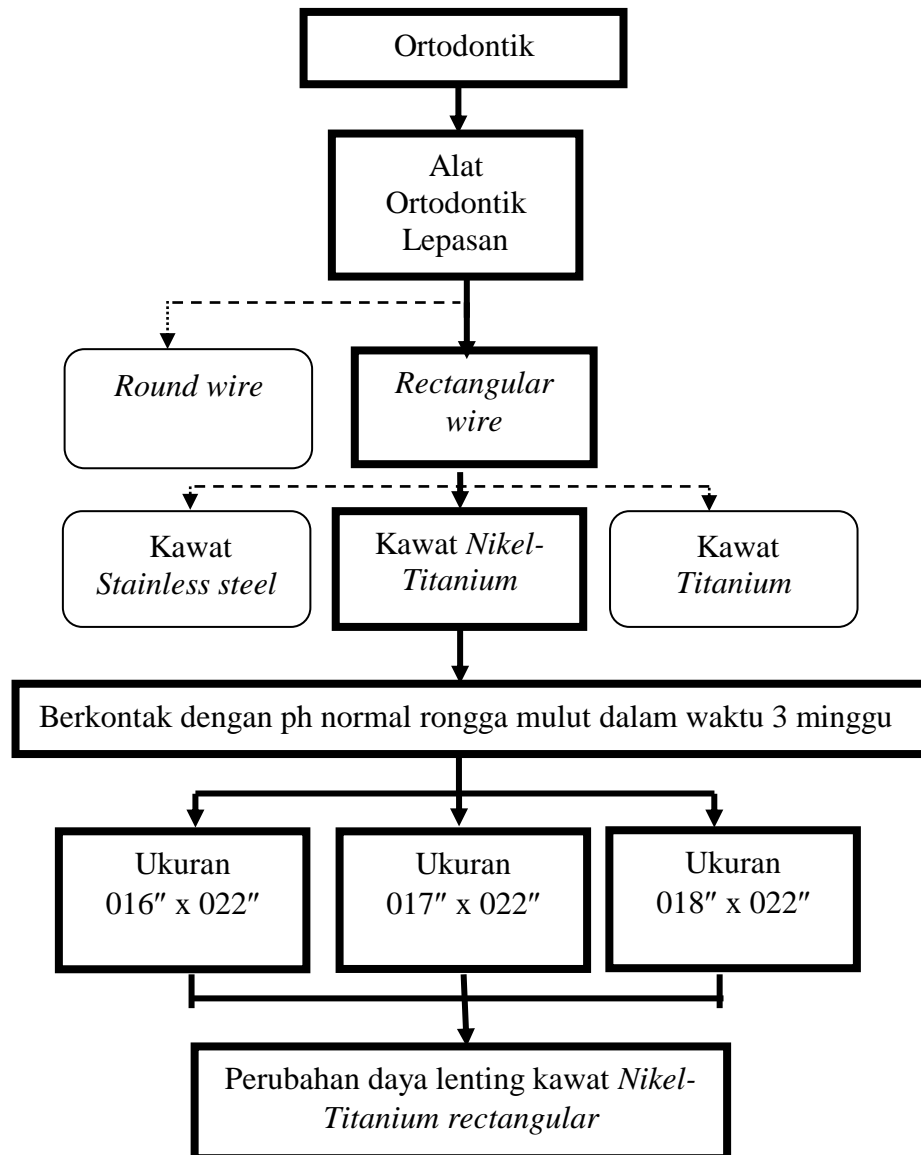 Ortodontik
Alat
Ortodontik
Lepasan
Round wire
Rectangular
wire
Kawat
Stainless steel
Kawat Nikel-
Titanium
Kawat
Titanium
Berkontak dengan ph normal rongga mulut dalam waktu 3 minggu
Ukuran
016″ x 022″
Ukuran
017″ x 022″
Ukuran
018″ x 022″
Perubahan daya lenting kawat Nikel-
Titanium rectangular